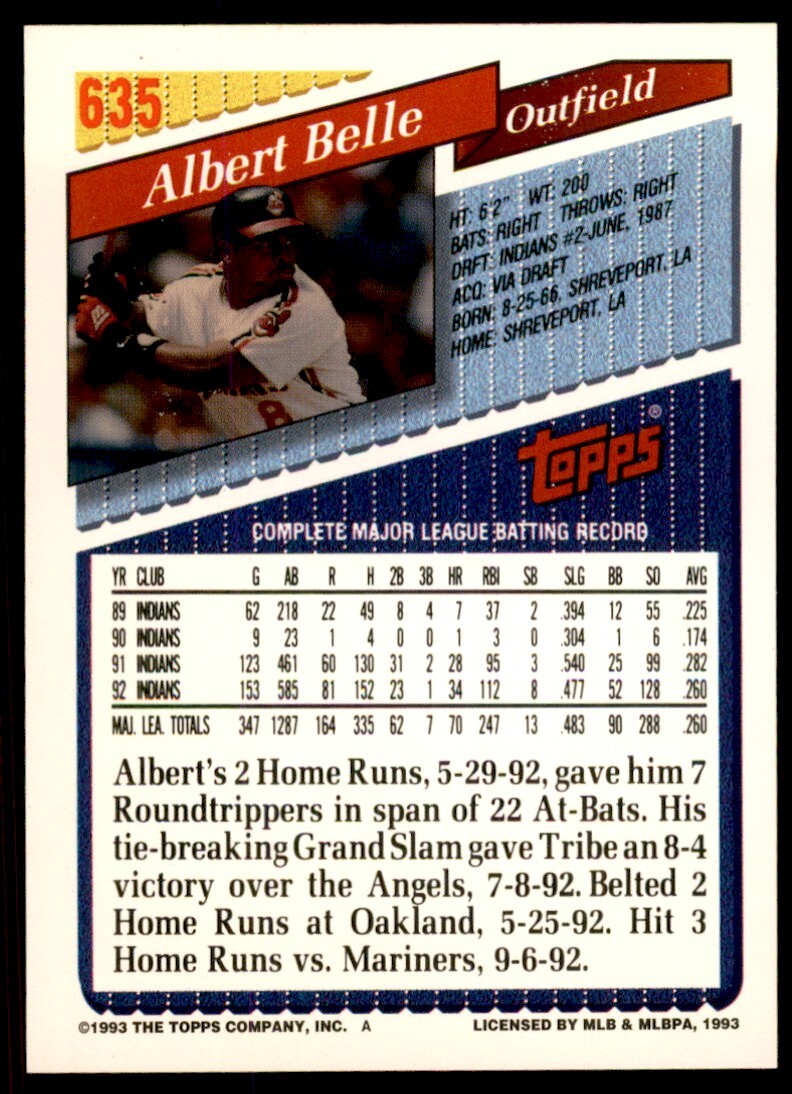 635
Albert Belle
Outfield
HT: 6'2" WT: 200
BATS: RIGHT THROWS: RIGHT
DRFT: INDIANS #2-JUNE, 1987
ACQ: VIA DRAFT
BORN: 8-25-66, SHREVEPORT, LA
HOME: SHREVEPORT, LA
8
TOPPS®
COMPLETE MAJOR LEAGUE BATTING RECORD
YR CLUB G AB R H 2B 3B HR RBI SB SLG BB SO AVG
89 INDIANS 62 218 22 49 8 4 7 37 2 .394 12 55 .225
90 INDIANS 9 23 1 4 0 0 1 3 0 .304 1 6 .174
91 INDIANS 123 461 60 130 31 2 28 95 3 .540 25 99 .282
92 INDIANS 153 585 81 152 23 1 34 112 8 .477 52 128 .260
MAJ. LEA. TOTALS 347 1287 164 335 62 7 70 247 13 .483 90 288 .260
Albert's 2 Home Runs, 5-29-92, gave him 7
Roundtrippers in span of 22 At-Bats. His
tie-breaking Grand Slam gave Tribe an 8-4
victory over the Angels, 7-8-92. Belted 2
Home Runs at Oakland, 5-25-92. Hit 3
Home Runs vs. Mariners, 9-6-92.
©1993 THE TOPPS COMPANY, INC. A
LICENSED BY MLB & MLBPA, 1993